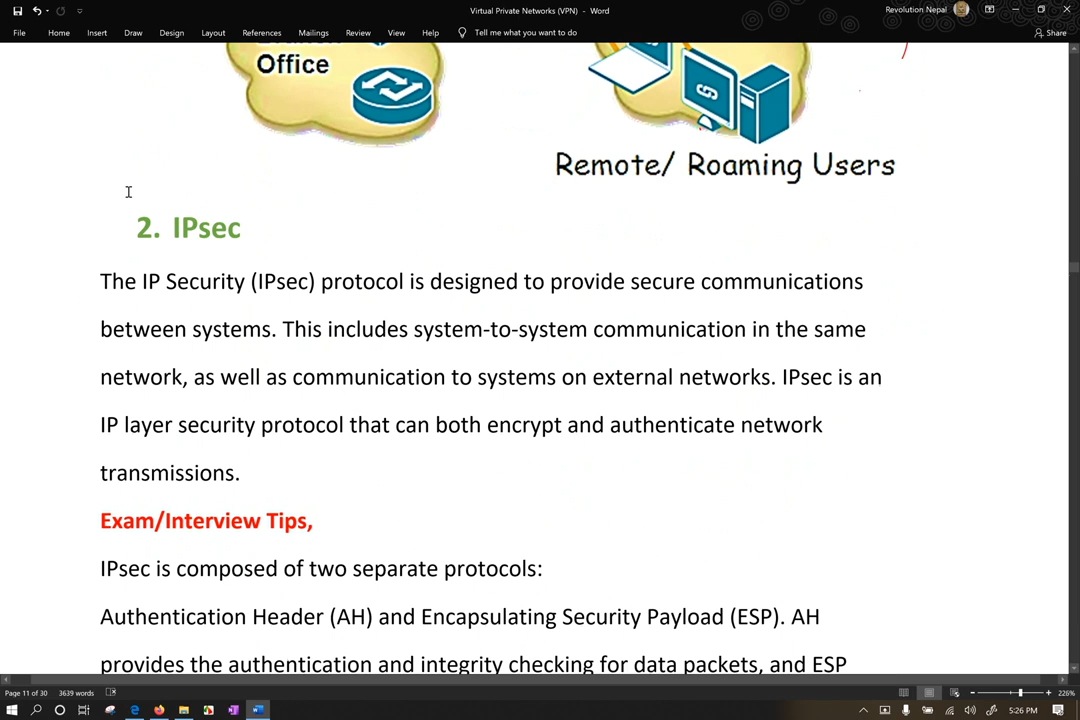 Virtual Private Networks (VPN) - Word
Revolution Nepal
File Home Insert Draw Design Layout References Mailings Review View Help Tell me what you want to do Share
Office
Remote/ Roaming Users
2. IPsec
The IP Security (IPsec) protocol is designed to provide secure communications
between systems. This includes system-to-system communication in the same
network, as well as communication to systems on external networks. IPsec is an
IP layer security protocol that can both encrypt and authenticate network
transmissions.
Exam/Interview Tips,
IPsec is composed of two separate protocols:
Authentication Header (AH) and Encapsulating Security Payload (ESP). AH
provides the authentication and integrity checking for data packets, and ESP
Page 11 of 30 3639 words 226%
5:26 PM